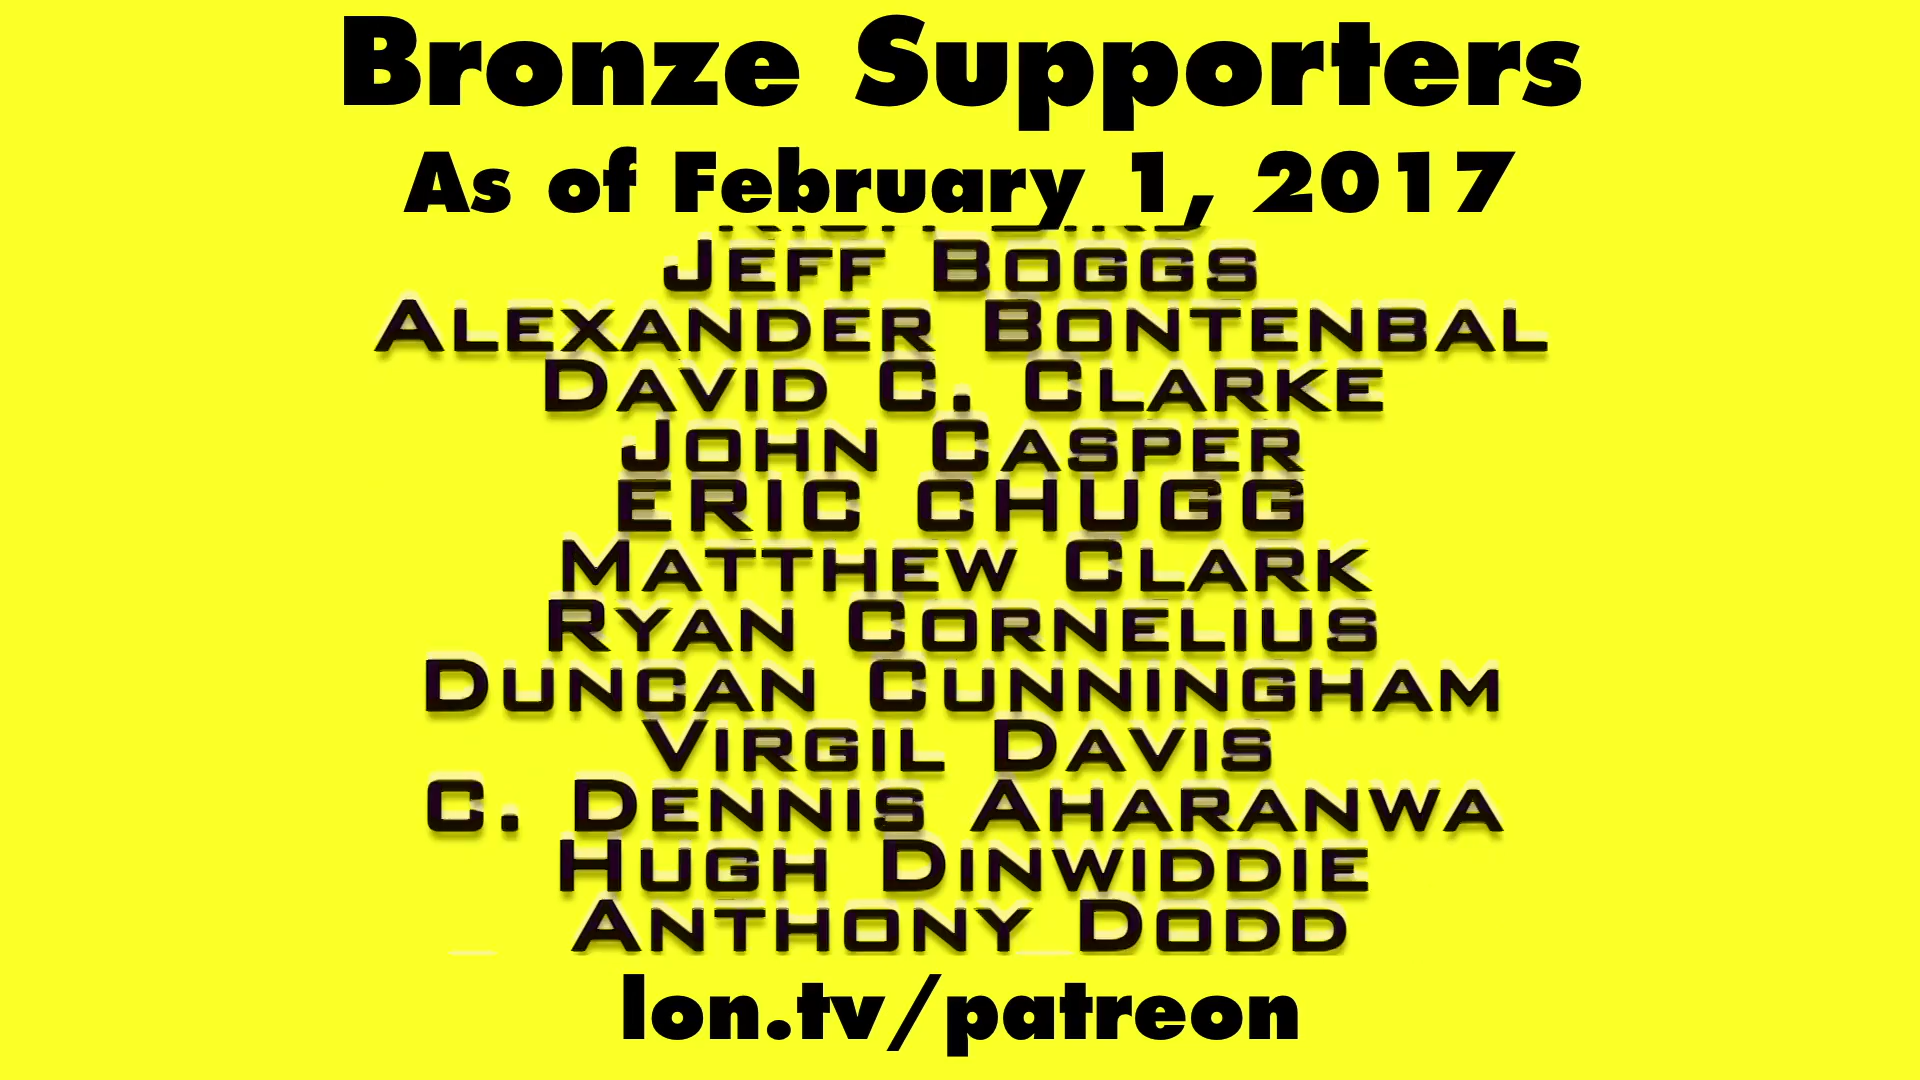 Bronze Supporters
As of February 1, 2017
Jeff Boggs
Alexander Bontenbal
David C. Clarke
John Casper
ERIC CHUGG
Matthew Clark
Ryan Cornelius
Duncan Cunningham
Virgil Davis
C. Dennis Aharanwa
Hugh Dinwiddie
Anthony Dodd
lon.tv/patreon